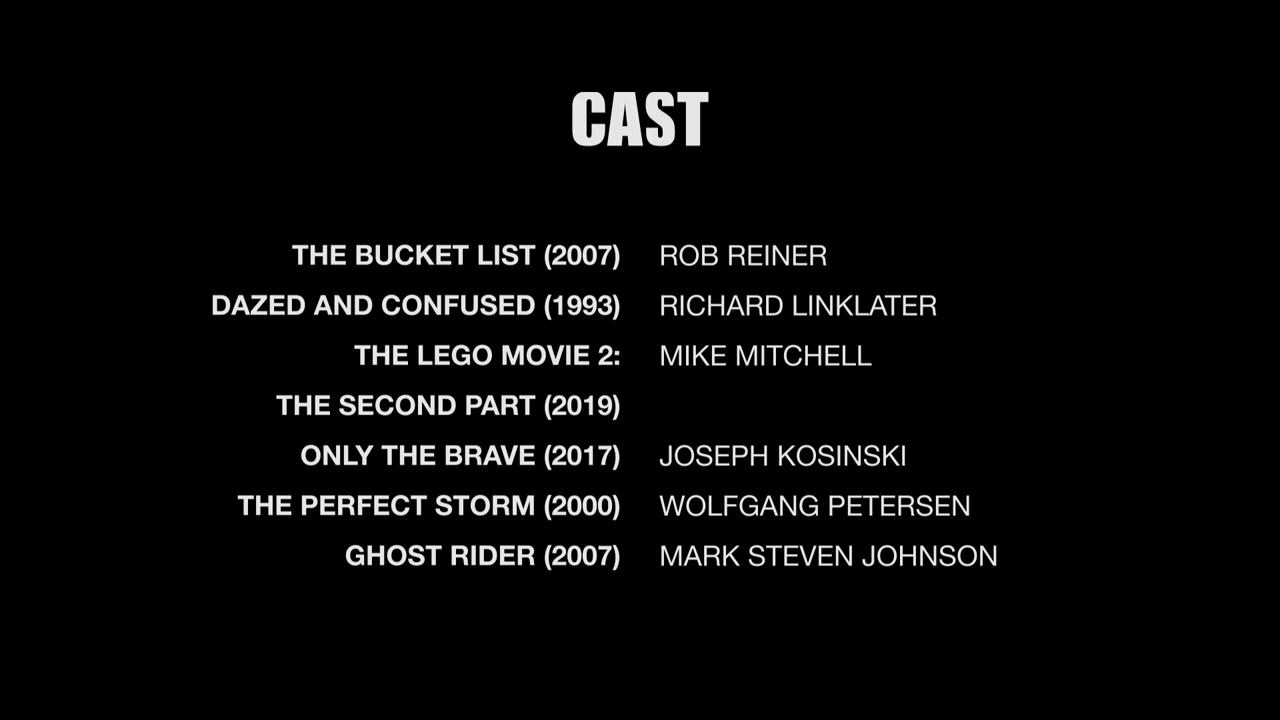 CAST
THE BUCKET LIST (2007) ROB REINER
DAZED AND CONFUSED (1993) RICHARD LINKLATER
THE LEGO MOVIE 2: MIKE MITCHELL
THE SECOND PART (2019)
ONLY THE BRAVE (2017) JOSEPH KOSINSKI
THE PERFECT STORM (2000) WOLFGANG PETERSEN
GHOST RIDER (2007) MARK STEVEN JOHNSON